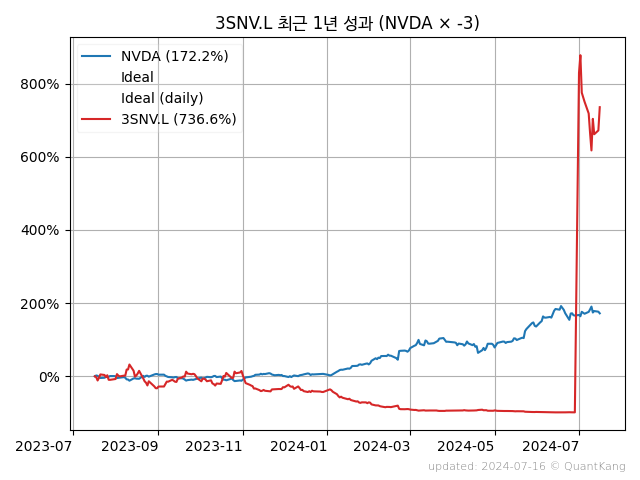 3SNV.L 최근 1년 성과 (NVDA × -3)
NVDA (172.2%)
Ideal
Ideal (daily)
3SNV.L (736.6%)
800%
600%
400%
200%
0%
2023-07 2023-09 2023-11 2024-01 2024-03 2024-05 2024-07
updated: 2024-07-16 © QuantKang